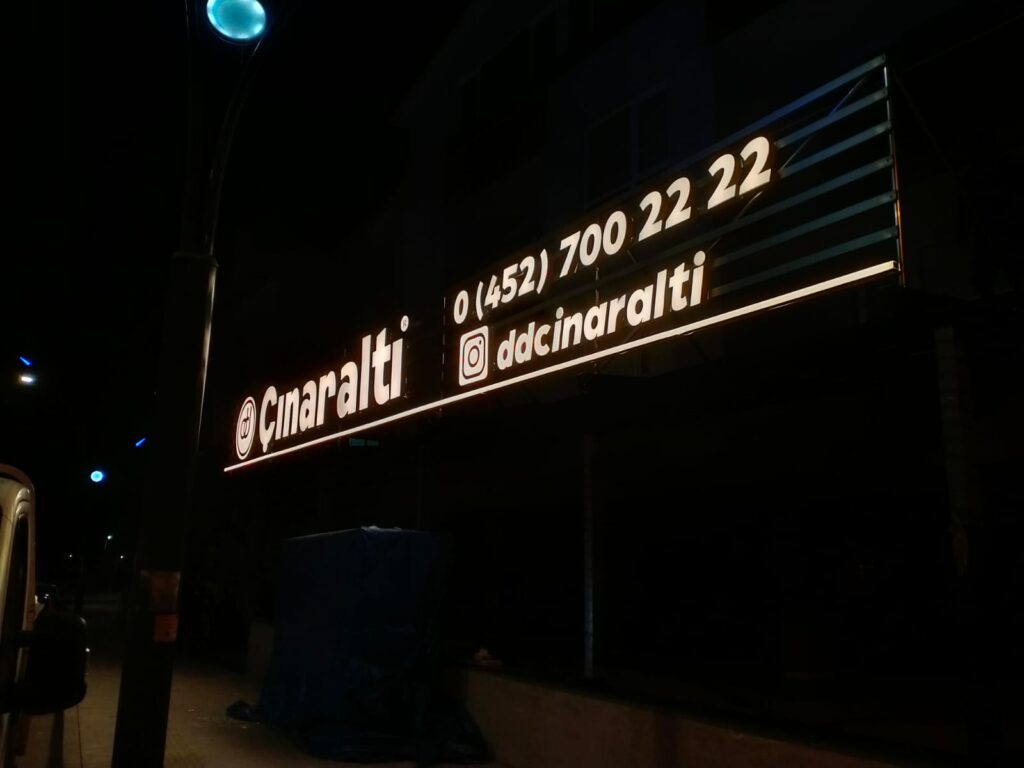 Çınaraltı
0 (452) 700 22 22
ddcinaralti